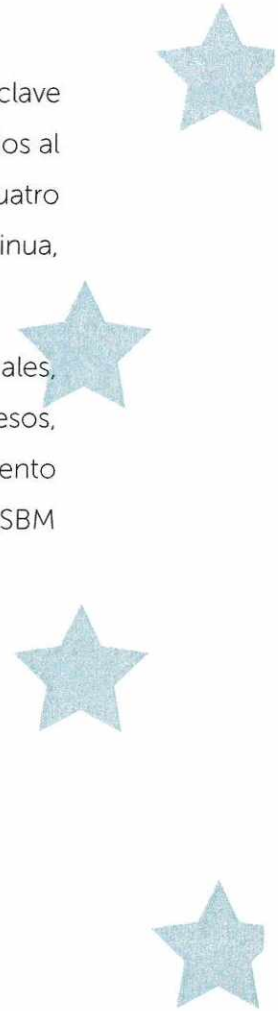 clave
os al
uatro
inua,
ales,
esos,
ento
SBM